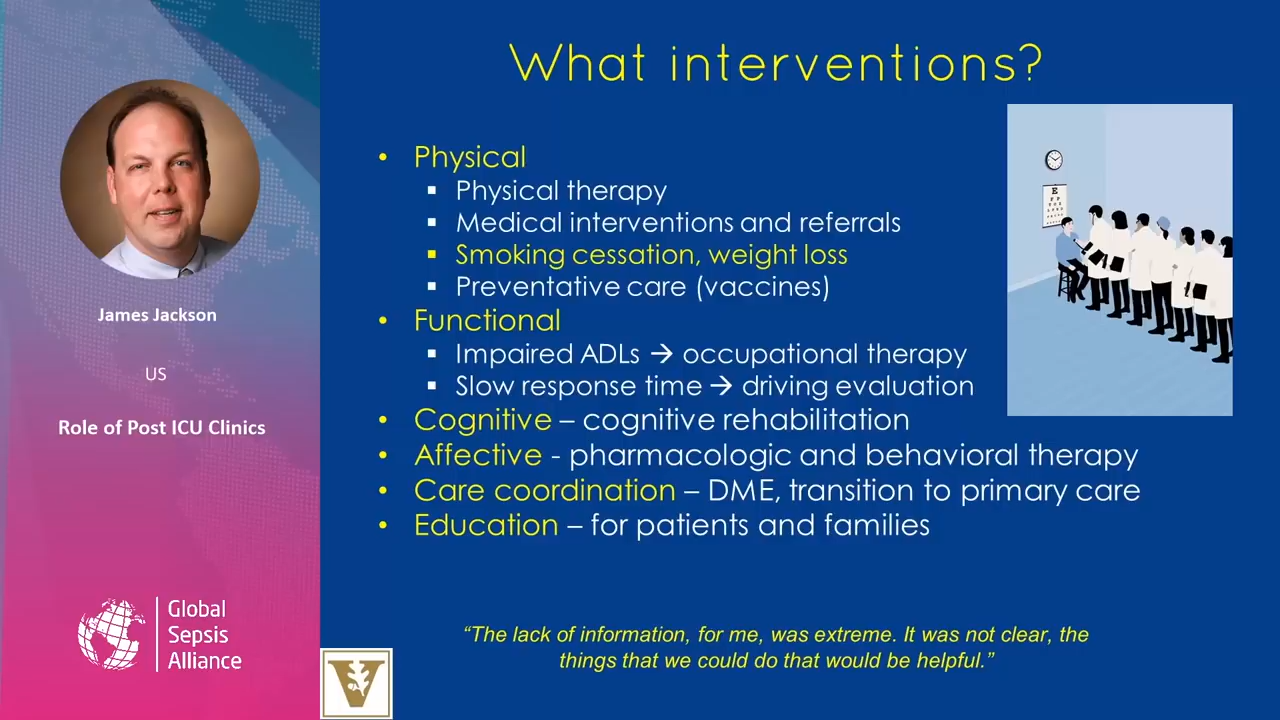 James Jackson
US
Role of Post ICU Clinics
Global
Sepsis
Alliance
What interventions?
• Physical
▪ Physical therapy
▪ Medical interventions and referrals
▪ Smoking cessation, weight loss
▪ Preventative care (vaccines)
• Functional
▪ Impaired ADLs → occupational therapy
▪ Slow response time → driving evaluation
• Cognitive – cognitive rehabilitation
• Affective - pharmacologic and behavioral therapy
• Care coordination – DME, transition to primary care
• Education – for patients and families
E
F P
“The lack of information, for me, was extreme. It was not clear, the
things that we could do that would be helpful.”
V